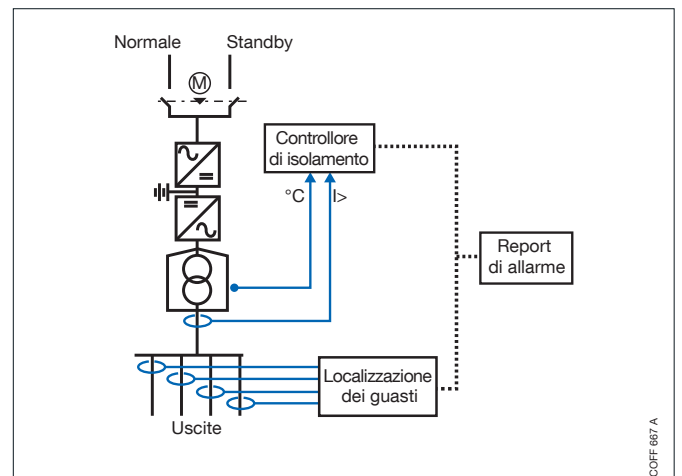 Normale
Standby
M
Controllore
di isolamento
°C
I>
Report
di allarme
Localizzazione
dei guasti
Uscite
COFF 667 A